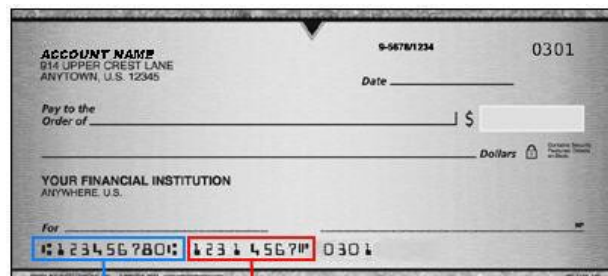 ACCOUNT NAME
9-5678/1234
0301
914 UPPER CREST LANE
ANYTOWN, U.S. 12345
Date
Pay to the
Order of
$
Dollars
YOUR FINANCIAL INSTITUTION
ANYWHERE, U.S.
For
MP
⑆123456780⑆ 1231 4567⑈ 0301